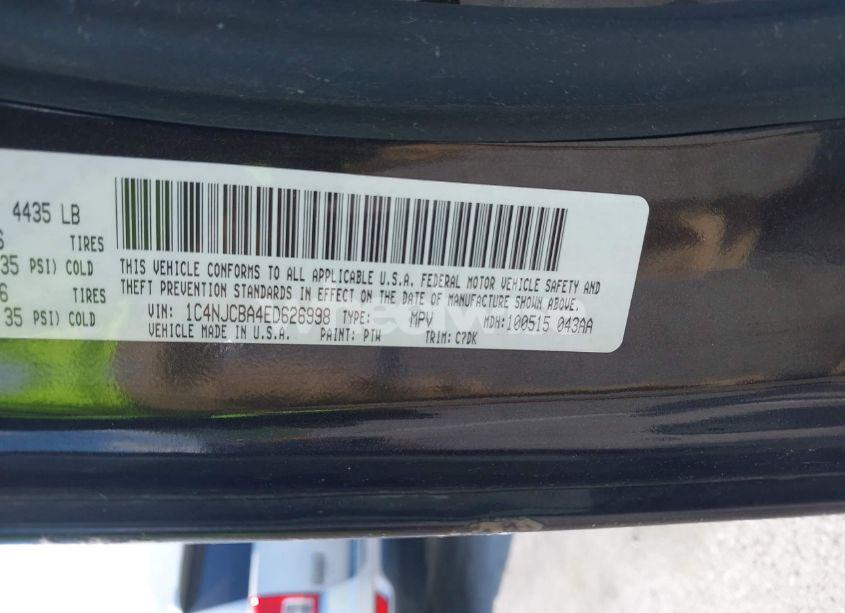 4435 LB
TIRES
35 PSI) COLD
TIRES
35 PSI) COLD
THIS VEHICLE CONFORMS TO ALL APPLICABLE U.S.A. FEDERAL MOTOR VEHICLE SAFETY AND
THEFT PREVENTION STANDARDS IN EFFECT ON THE DATE OF MANUFACTURE SHOWN ABOVE.
VIN: 1C4NJCBA4ED626998 TYPE: MPV MDH:100515 043AA
VEHICLE MADE IN U.S.A. PAINT: PTW TRIM: C7DK